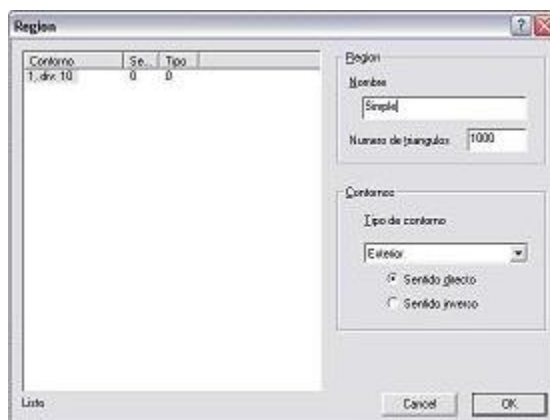 Region
Contorno Se... Tipo
1, div. 10 0 0
Region
Nombre
Simple
Numero de triangulos 1000
Contornos
Tipo de contorno
Exterior
Sentido directo
Sentido inverso
Listo
Cancel OK